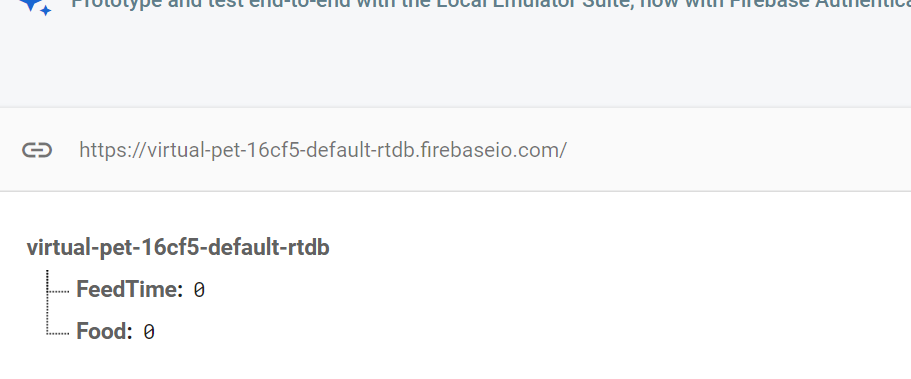 Prototype and test end-to-end with the Local Emulator Suite, now with Firebase
https://virtual-pet-16cf5-default-rtdb.firebaseio.com/
virtual-pet-16cf5-default-rtdb
FeedTime: 0
Food: 0